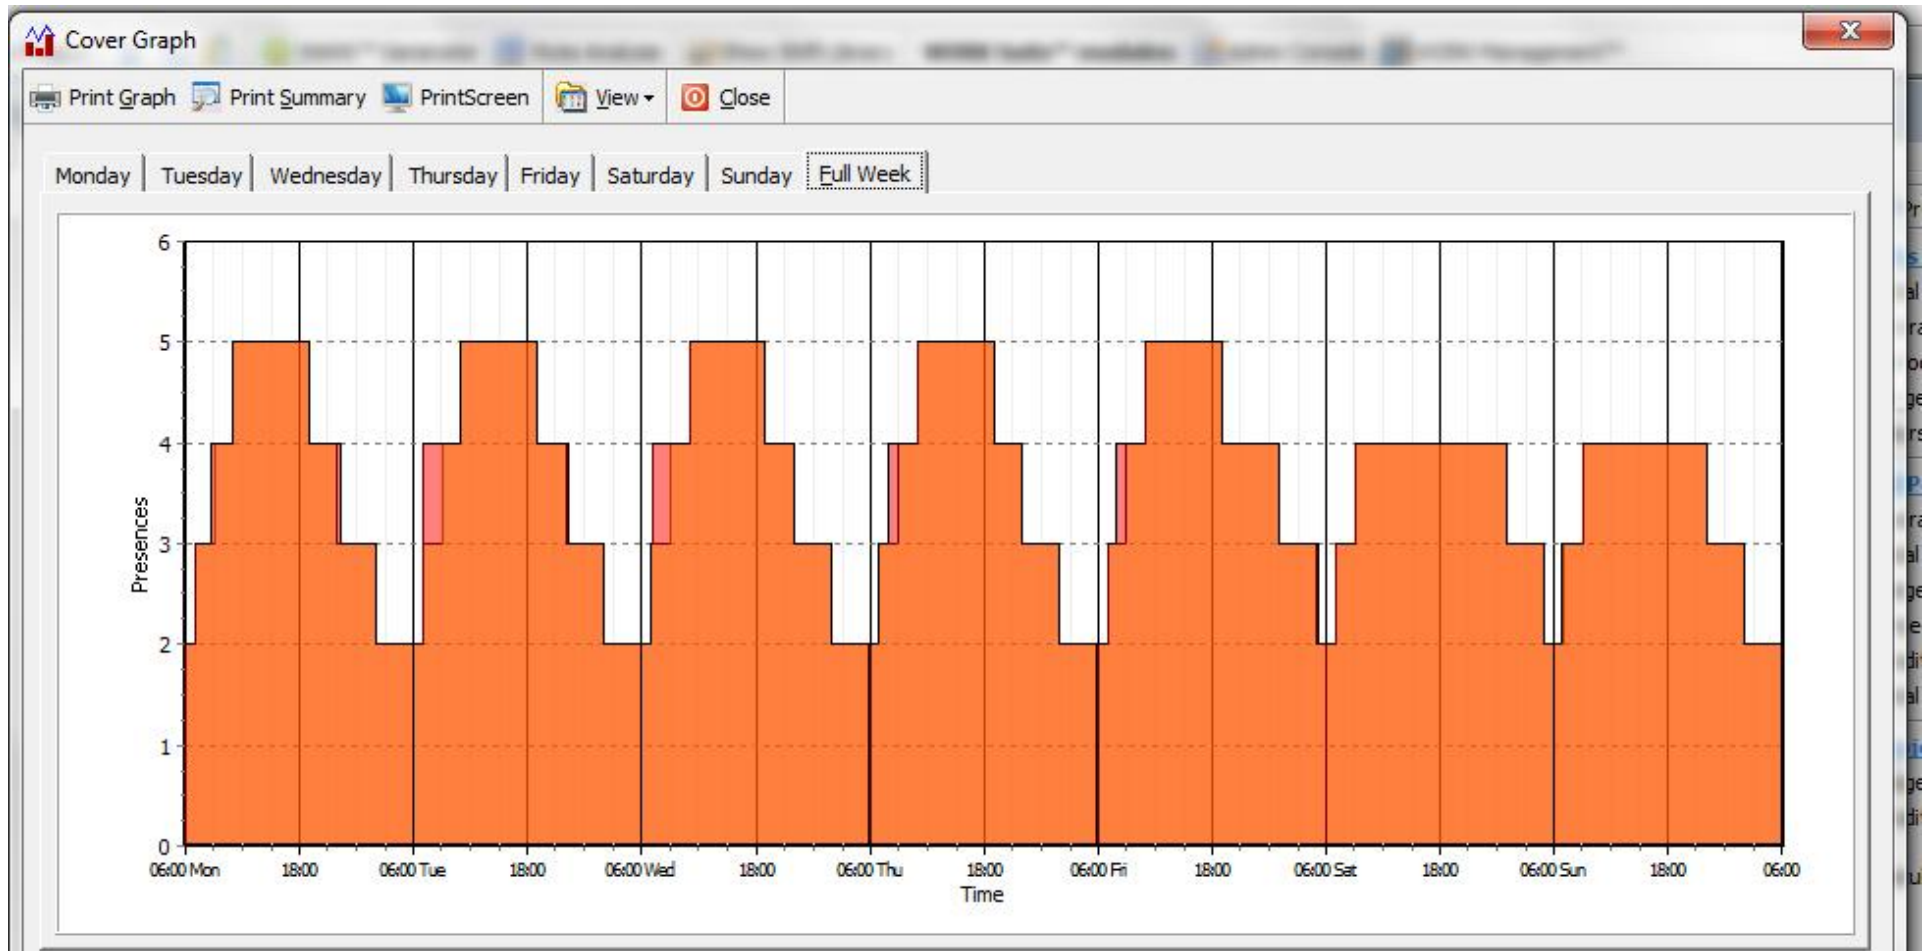 Cover Graph
Print Graph Print Summary PrintScreen View Close
Monday Tuesday Wednesday Thursday Friday Saturday Sunday Full Week
6
5
4
3
2
1
0
Presences
06:00 Mon 18:00 06:00 Tue 18:00 06:00 Wed 18:00 06:00 Thu 18:00 06:00 Fri 18:00 06:00 Sat 18:00 06:00 Sun 18:00 06:00
Time